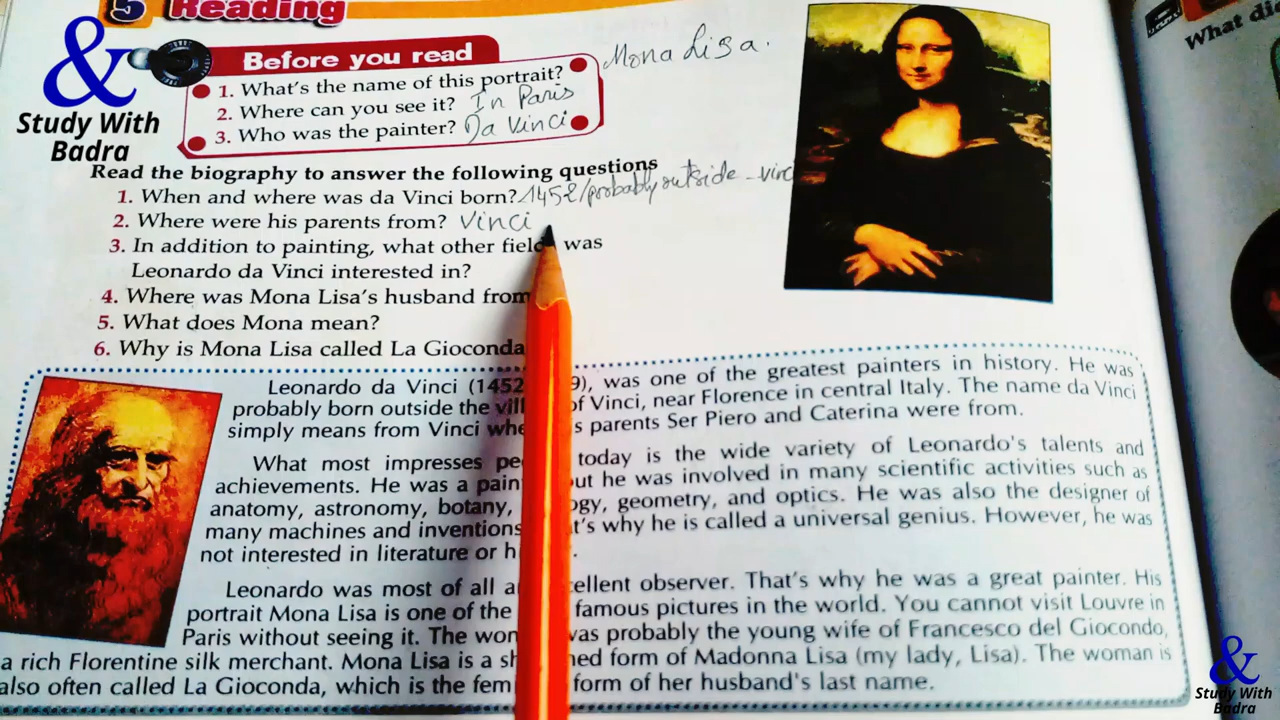 5 Reading
& Study With Badra
Before you read
1. What's the name of this portrait? Mona Lisa.
2. Where can you see it? In Paris
3. Who was the painter? Da Vinci
Read the biography to answer the following questions
1. When and where was da Vinci born? 1452/probably outside - vinci
2. Where were his parents from? Vinci
3. In addition to painting, what other field was
Leonardo da Vinci interested in?
4. Where was Mona Lisa's husband from
5. What does Mona mean?
6. Why is Mona Lisa called La Gioconda
Leonardo da Vinci (1452 9), was one of the greatest painters in history. He was
probably born outside the vill of Vinci, near Florence in central Italy. The name da Vinci
simply means from Vinci whe s parents Ser Piero and Caterina were from.
What most impresses pe today is the wide variety of Leonardo's talents and
achievements. He was a pain ut he was involved in many scientific activities such as
anatomy, astronomy, botany, ogy, geometry, and optics. He was also the designer of
many machines and inventions t's why he is called a universal genius. However, he was
not interested in literature or h .
Leonardo was most of all a cellent observer. That's why he was a great painter. His
portrait Mona Lisa is one of the famous pictures in the world. You cannot visit Louvre in
Paris without seeing it. The wom was probably the young wife of Francesco del Giocondo,
a rich Florentine silk merchant. Mona Lisa is a sh ned form of Madonna Lisa (my lady, Lisa). The woman is
also often called La Gioconda, which is the fem form of her husband's last name.
What di
& Study With Badra